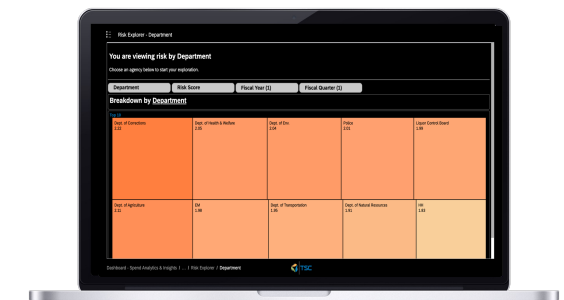 Risk Explorer - Department
You are viewing risk by Department
Choose an agency below to start your exploration.
Department Risk Score Fiscal Year (1) Fiscal Quarter (1)
Breakdown by Department
Top 10
Dept. of Corrections Dept. of Health & Welfare Dept. of Env. Police Liquor Control Board
2.22 2.05 2.04 2.01 1.99
Dept. of Agriculture EM Dept. of Transportation Dept. of Natural Resources HR
2.11 1.98 1.95 1.91 1.83
Dashboard - Spend Analytics & Insights / ... / Risk Explorer / Department
TSC